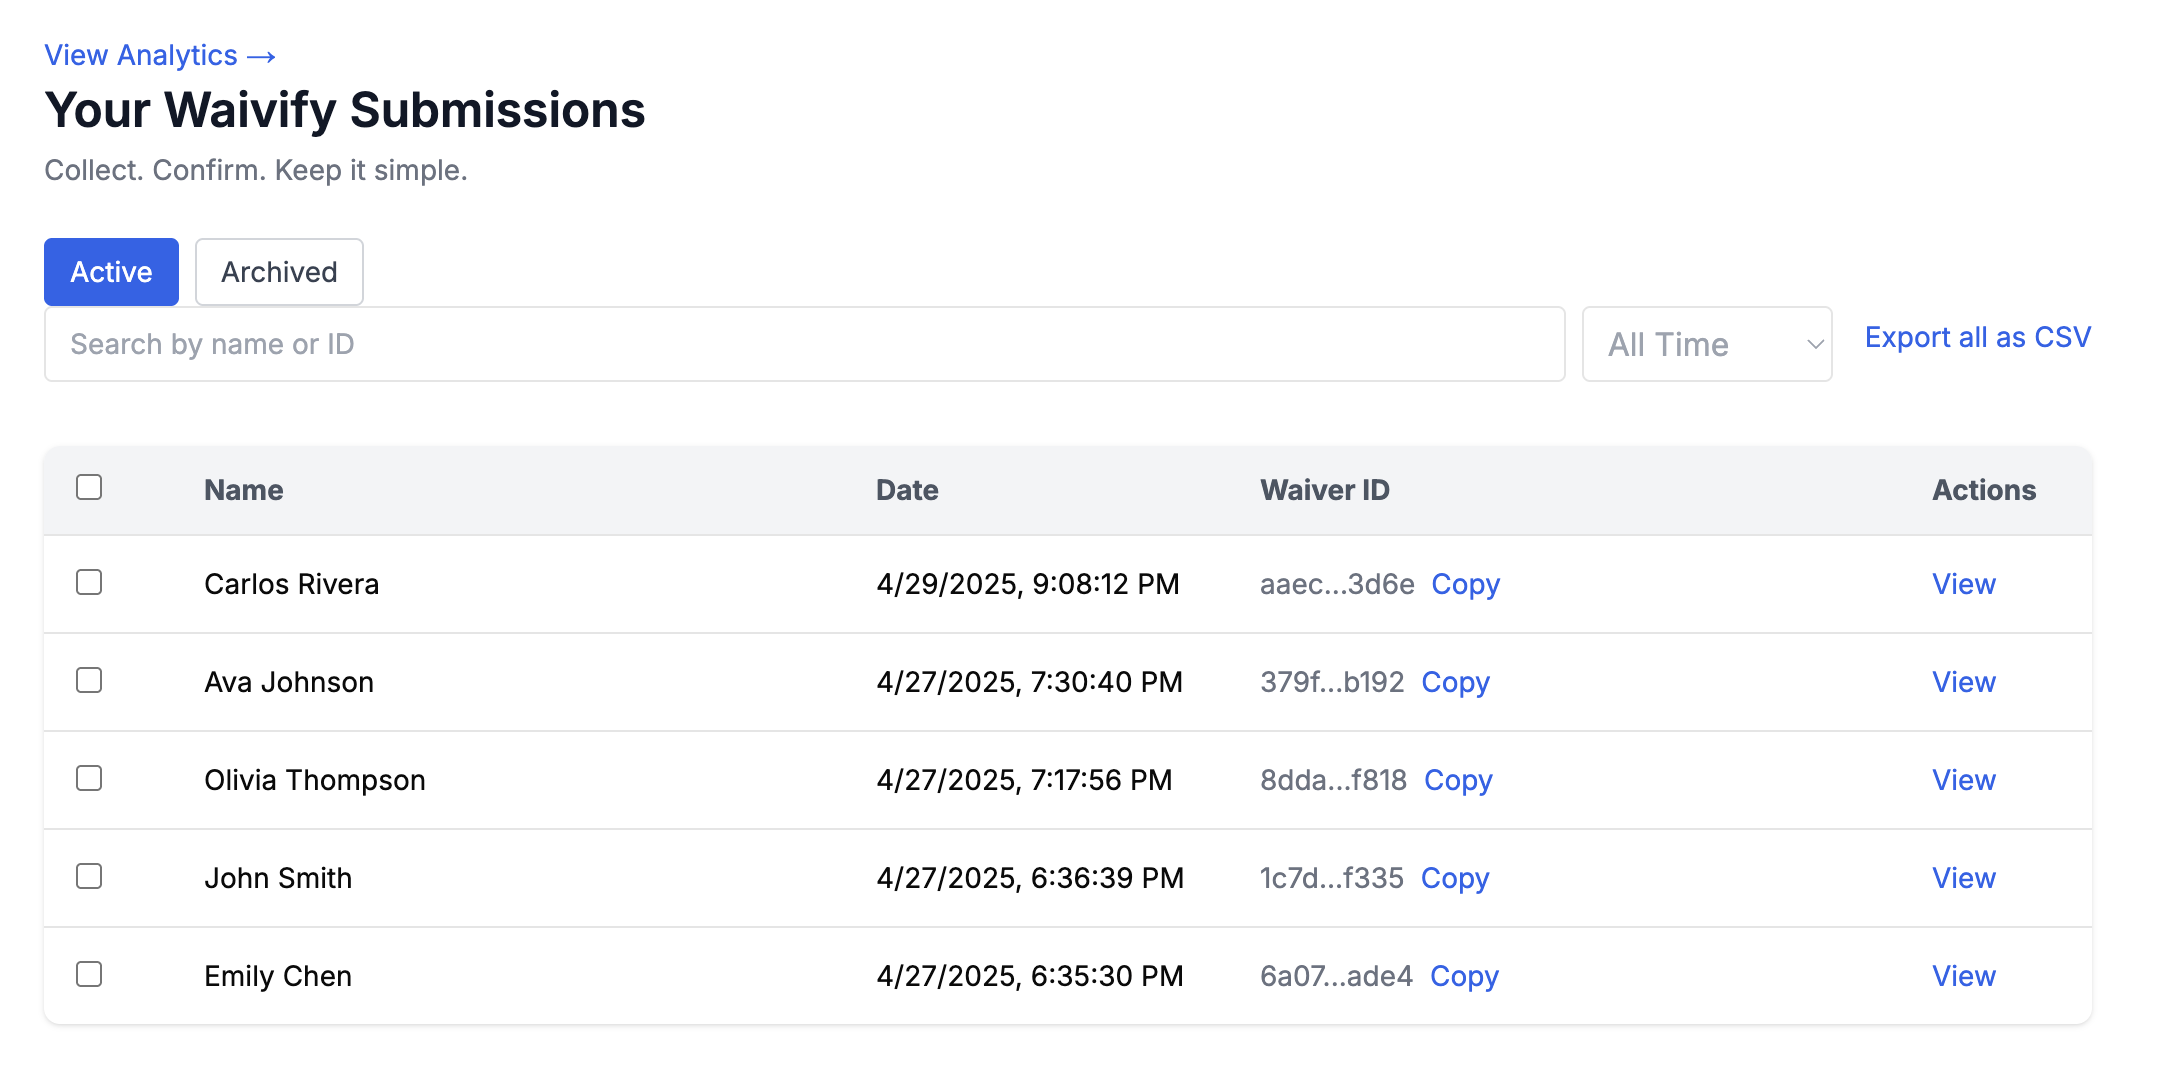 View Analytics →
Your Waivify Submissions
Collect. Confirm. Keep it simple.
Active Archived
Search by name or ID All Time Export all as CSV
Name Date Waiver ID Actions
Carlos Rivera 4/29/2025, 9:08:12 PM aaec...3d6e Copy View
Ava Johnson 4/27/2025, 7:30:40 PM 379f...b192 Copy View
Olivia Thompson 4/27/2025, 7:17:56 PM 8dda...f818 Copy View
John Smith 4/27/2025, 6:36:39 PM 1c7d...f335 Copy View
Emily Chen 4/27/2025, 6:35:30 PM 6a07...ade4 Copy View